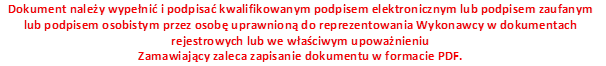 Dokument należy wypełnić i podpisać kwalifikowanym podpisem elektronicznym lub podpisem zaufanym
lub podpisem osobistym przez osobę uprawnioną do reprezentowania Wykonawcy w dokumentach
rejestrowych lub we właściwym upoważnieniu
Zamawiający zaleca zapisanie dokumentu w formacie PDF.